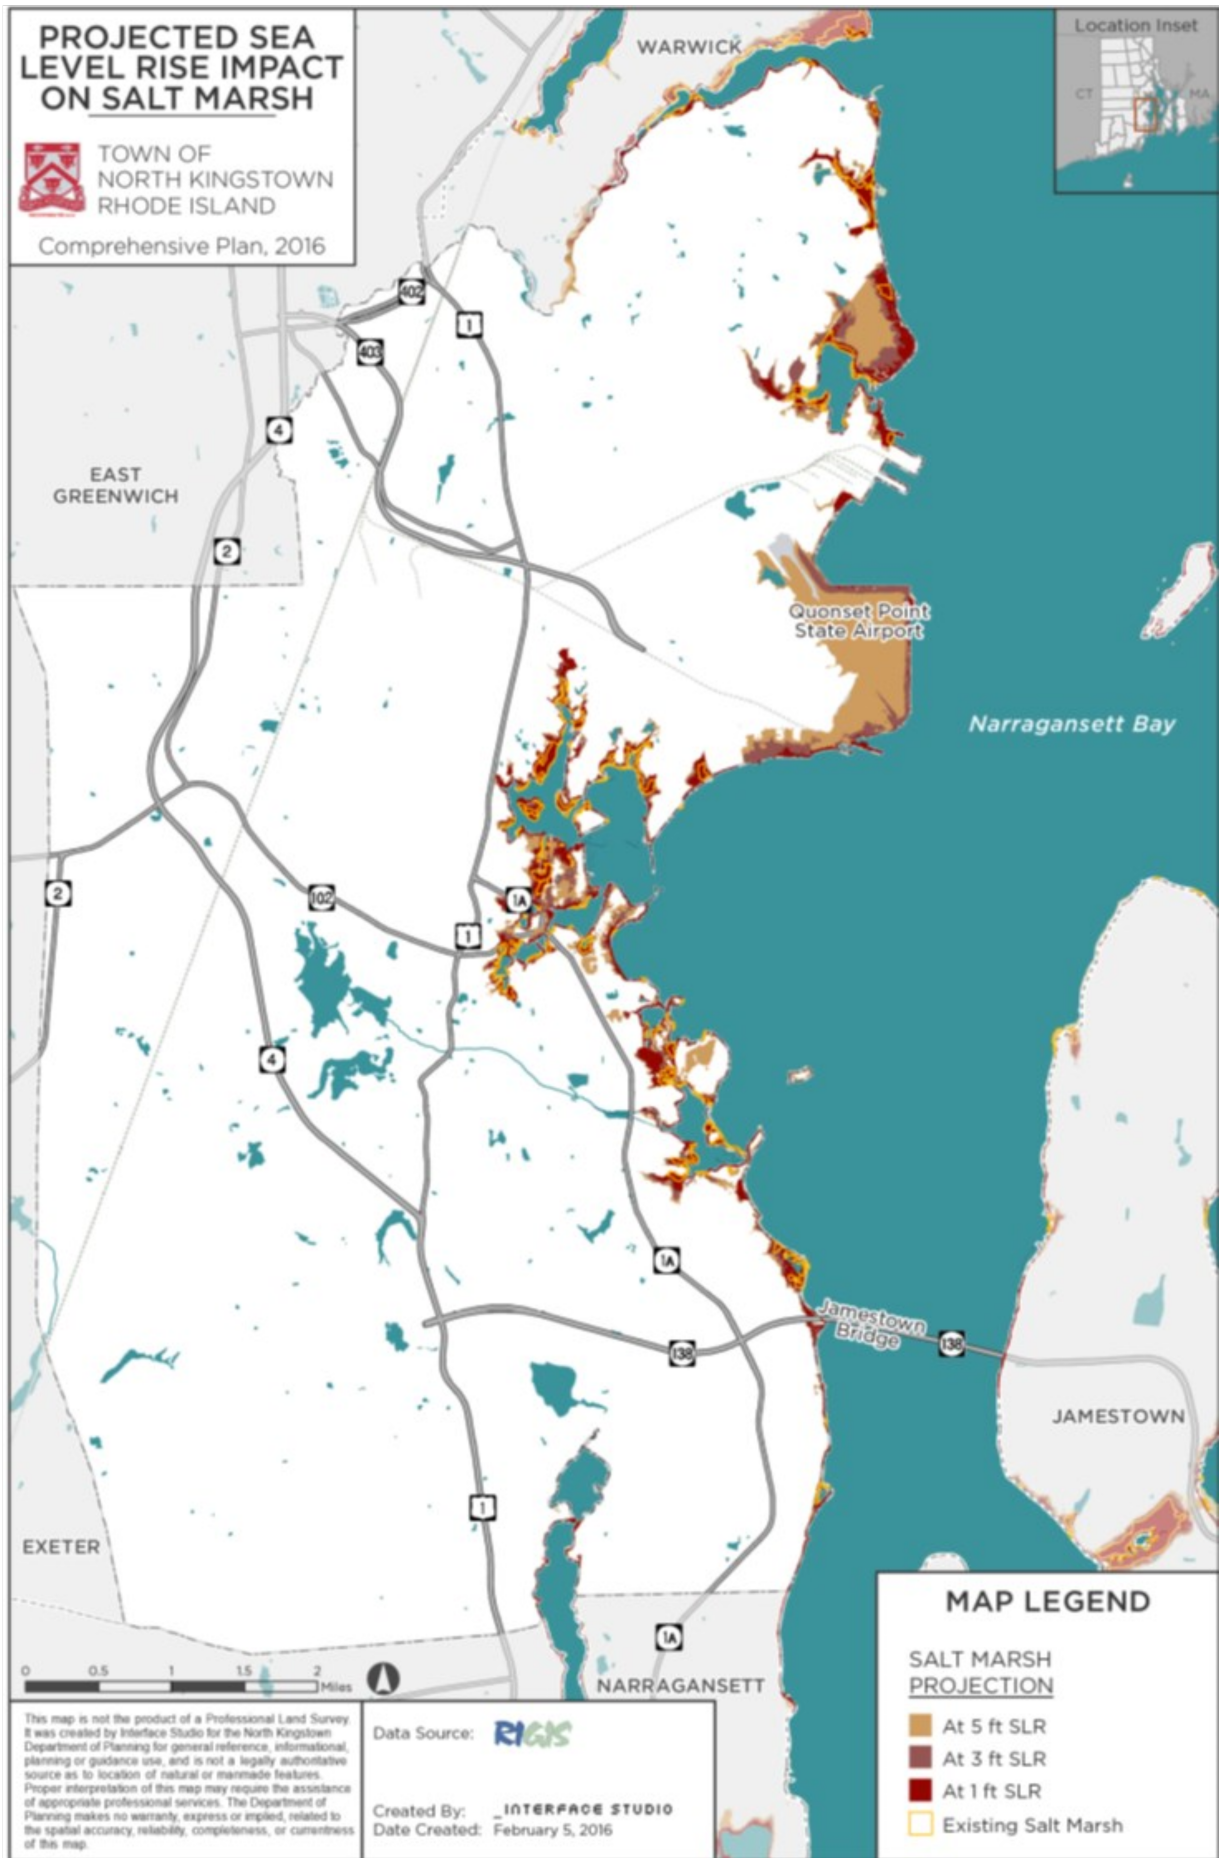 PROJECTED SEA
LEVEL RISE IMPACT
ON SALT MARSH
TOWN OF
NORTH KINGSTOWN
RHODE ISLAND
Comprehensive Plan, 2016
WARWICK
Location Inset
CT
MA
402
1
403
4
EAST
GREENWICH
2
Quonset Point
State Airport
Narragansett Bay
2
102
1A
1
4
1A
Jamestown
Bridge
138
138
JAMESTOWN
1
EXETER
1A
NARRAGANSETT
0 0.5 1 1.5 2
Miles
MAP LEGEND
SALT MARSH
PROJECTION
At 5 ft SLR
At 3 ft SLR
At 1 ft SLR
Existing Salt Marsh
This map is not the product of a Professional Land Survey.
It was created by Interface Studio for the North Kingstown
Department of Planning for general reference, informational,
planning or guidance use, and is not a legally authoritative
source as to location of natural or manmade features.
Proper interpretation of this map may require the assistance
of appropriate professional services. The Department of
Planning makes no warranty, express or implied, related to
the spatial accuracy, reliability, completeness, or currentness
of this map.
Data Source: RIGIS
Created By: _INTERFACE STUDIO
Date Created: February 5, 2016